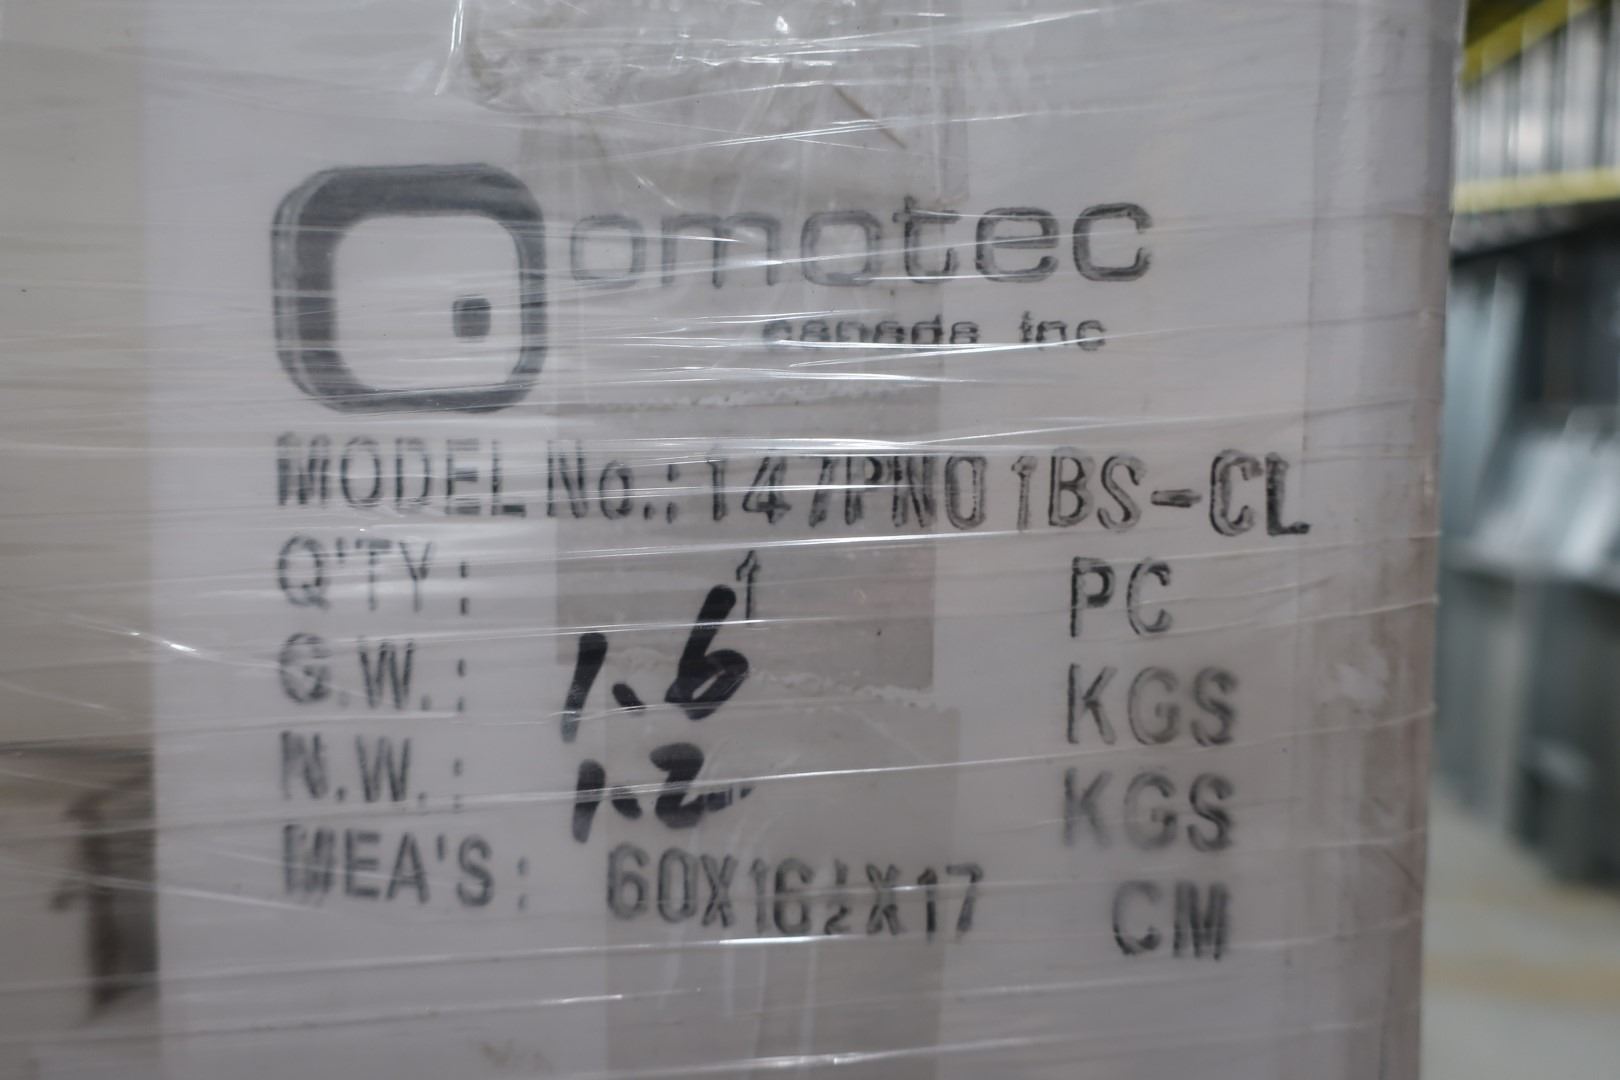 omotec
canada inc
MODEL No.: 147PN01BS-CL
Q'TY: 1 PC
G.W.: 1.6 KGS
N.W.: 1.2 KGS
MEA'S: 60X16½X17 CM